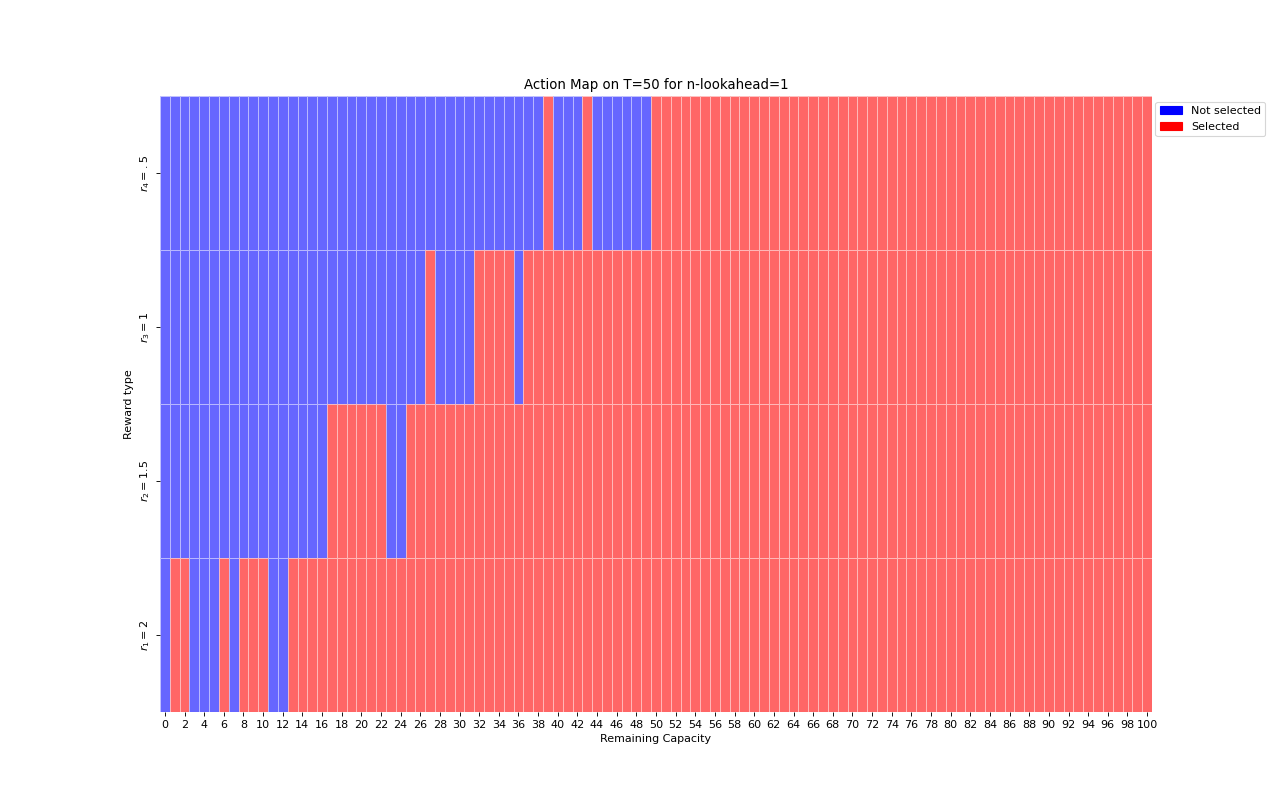 Action Map on T=50 for n-lookahead=1
Not selected
Selected
r₄ = .5
r₃ = 1
r₂ = 1.5
r₁ = 2
Reward type
0 2 4 6 8 10 12 14 16 18 20 22 24 26 28 30 32 34 36 38 40 42 44 46 48 50 52 54 56 58 60 62 64 66 68 70 72 74 76 78 80 82 84 86 88 90 92 94 96 98 100
Remaining Capacity